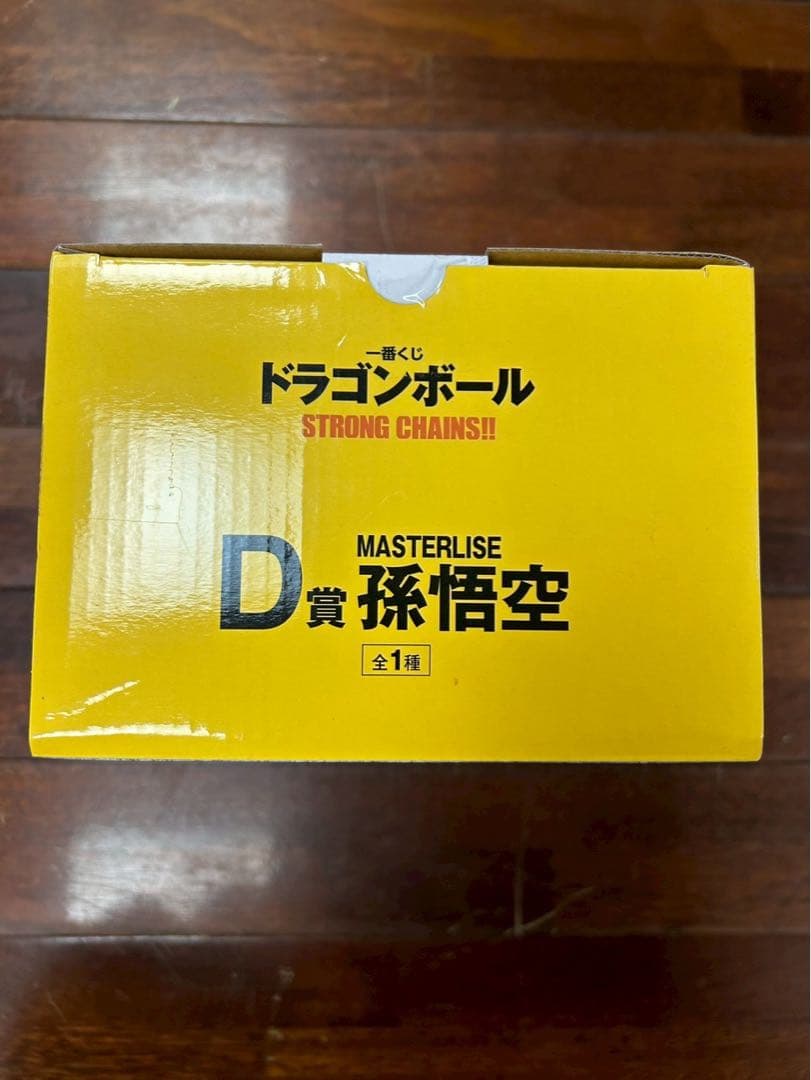 一番くじ
ドラゴンボール
STRONG CHAINS!!
MASTERLISE
D賞 孫悟空
全1種